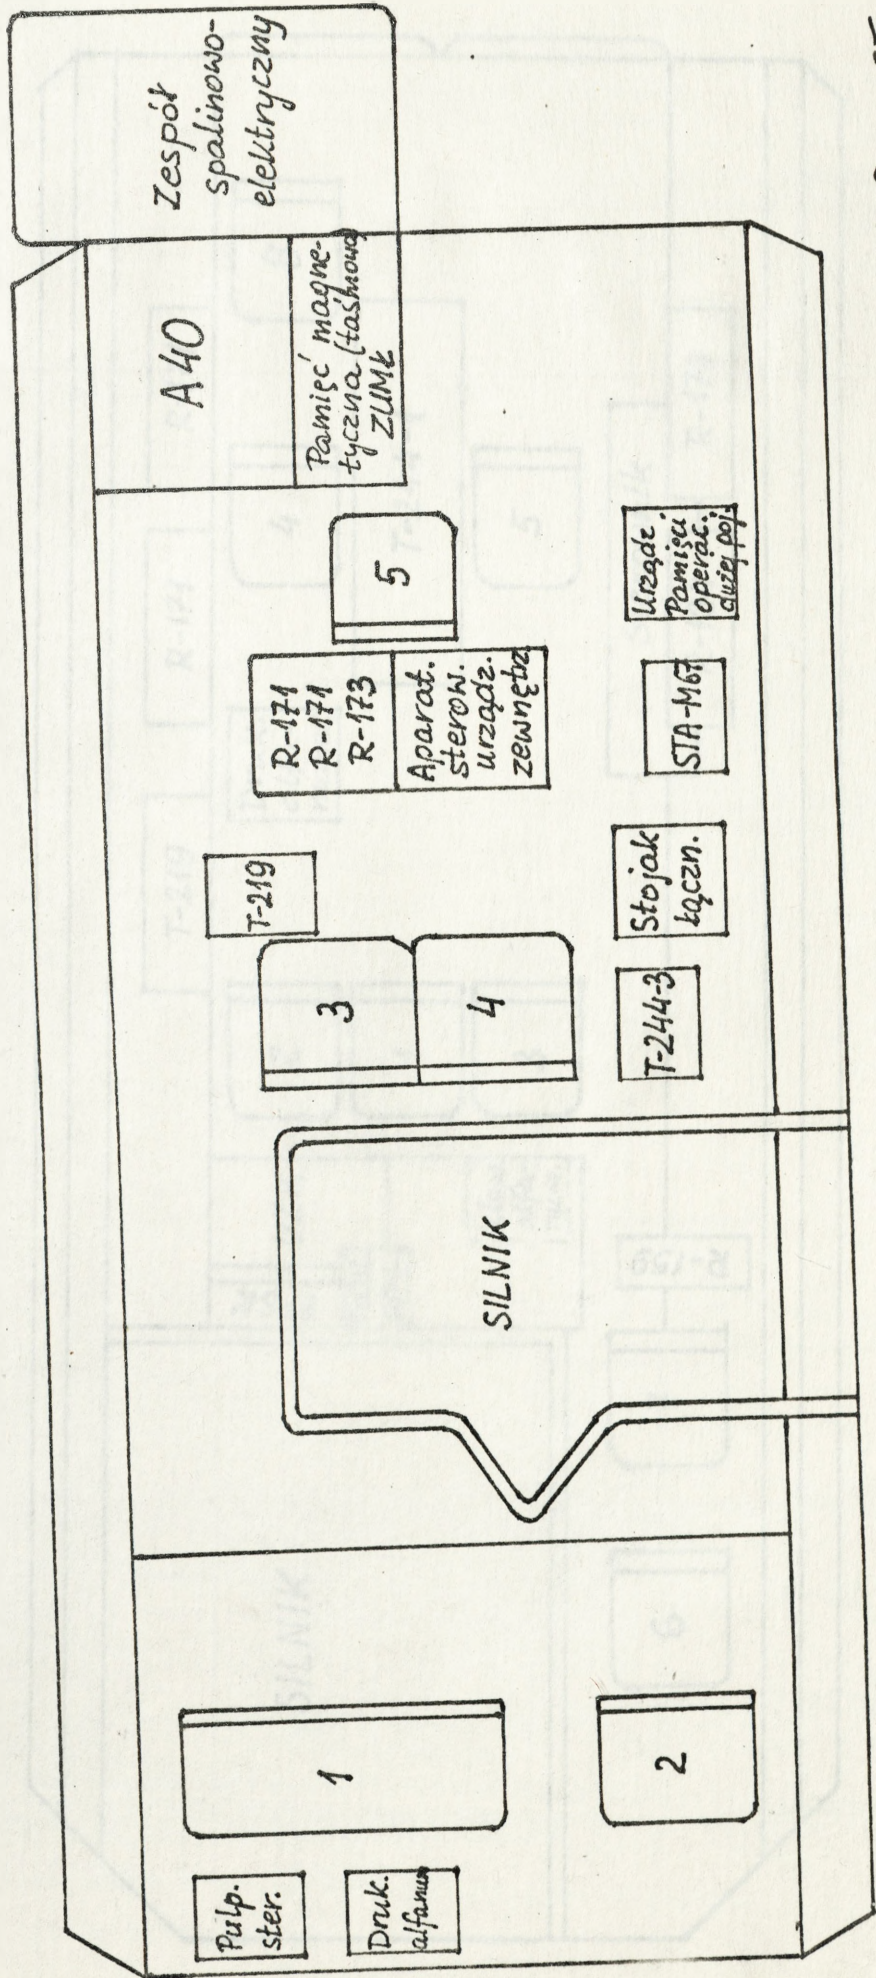 Zespół
spalinowo-
elektryczny
A 40
Pamięć magne-
tyczna (taśmowa)
ZUMŁ
5
R-171
R-171
R-173
Aparat.
sterow.
urządz.
zewnętrz.
Urządz.
Pamięci
operac.
dużej poj.
STA-M67
T-219
Stojak
łączn.
3
4
T-244-3
SILNIK
1
2
Pulp.
ster.
Druk.
alfanum